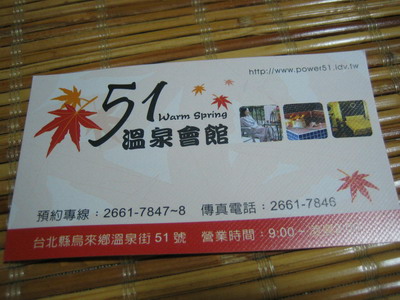 http://www.power51.idv.tw
51
Warm Spring
溫泉會館
預約專線：2661-7847~8 傳真電話：2661-7846
台北縣烏來鄉溫泉街51號 營業時間：9:00~